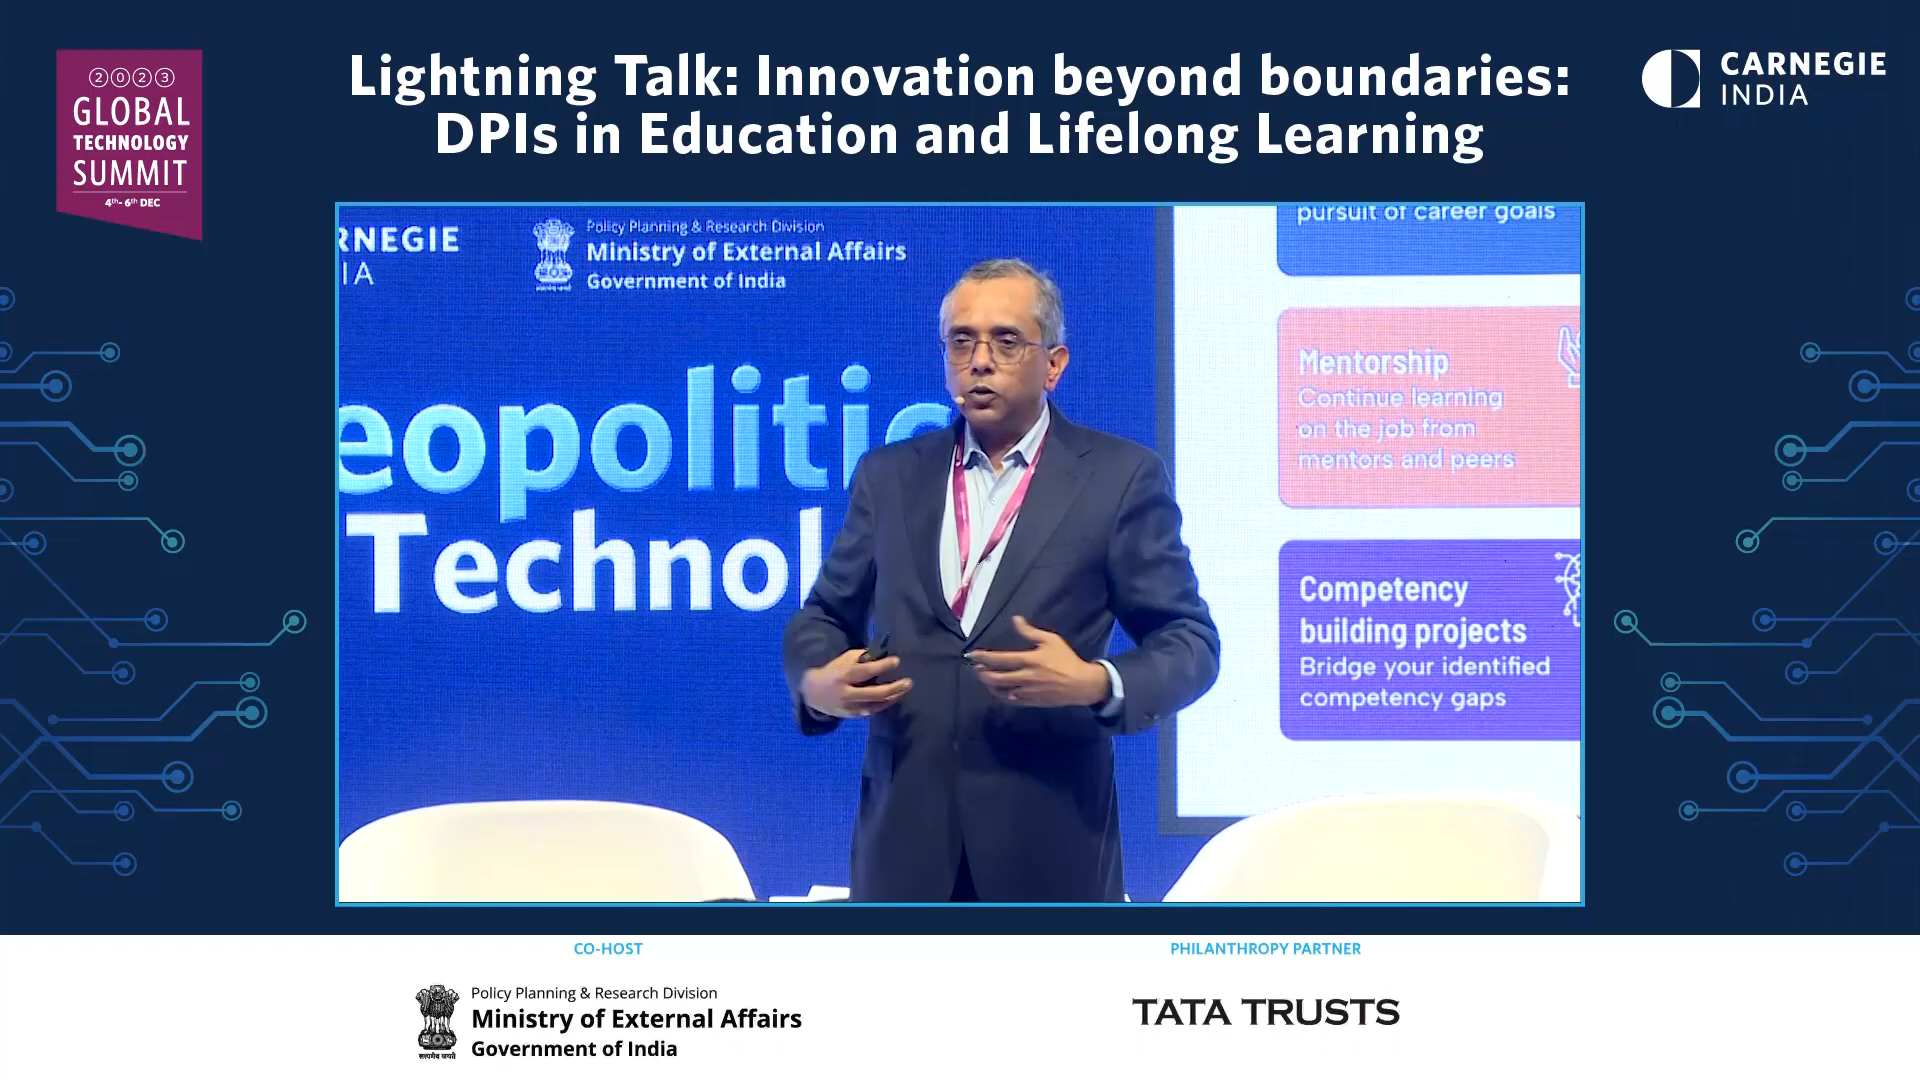 2023
GLOBAL
TECHNOLOGY
SUMMIT
4th- 6th DEC
Lightning Talk: Innovation beyond boundaries:
DPIs in Education and Lifelong Learning
CARNEGIE
INDIA
RNEGIE
IA
Policy Planning & Research Division
Ministry of External Affairs
Government of India
eopolitic
Technol
pursuit of career goals
Mentorship
Continue learning
on the job from
mentors and peers
Competency
building projects
Bridge your identified
competency gaps
CO-HOST
सत्यमेव जयते
Policy Planning & Research Division
Ministry of External Affairs
Government of India
PHILANTHROPY PARTNER
TATA TRUSTS